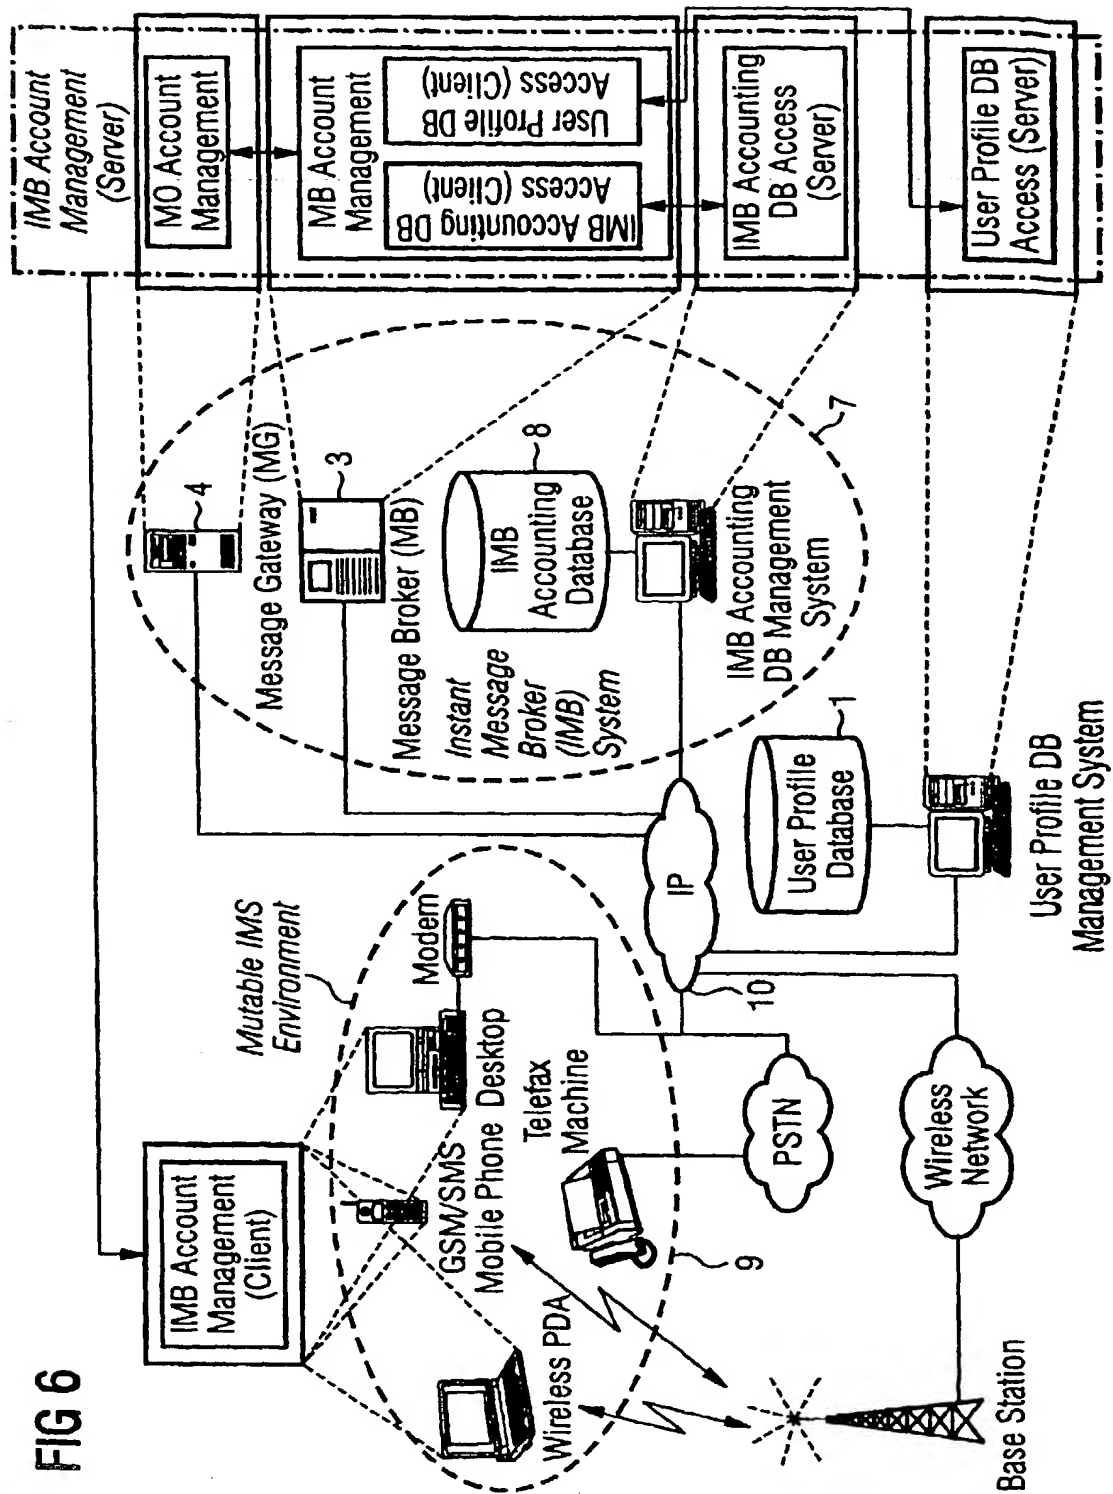 FIG 6
IMB Account
Management
(Client)
IMB Account
Management
(Server)
MO Account
Management
MB Account
Management
IMB Accounting DB
Access (Client)
User Profile DB
Access (Client)
IMB Accounting
DB Access
(Server)
User Profile DB
Access (Server)
Mutable IMS
Environment
Wireless PDA
GSM/SMS
Mobile Phone
Desktop
Modem
Telefax
Machine
9
Message Gateway (MG)
4
Message Broker (MB)
3
Instant
Message
Broker
(IMB)
System
IMB
Accounting
Database
8
IMB Accounting
DB Management
System
7
IP
10
User Profile
Database
1
User Profile DB
Management System
PSTN
Wireless
Network
Base Station